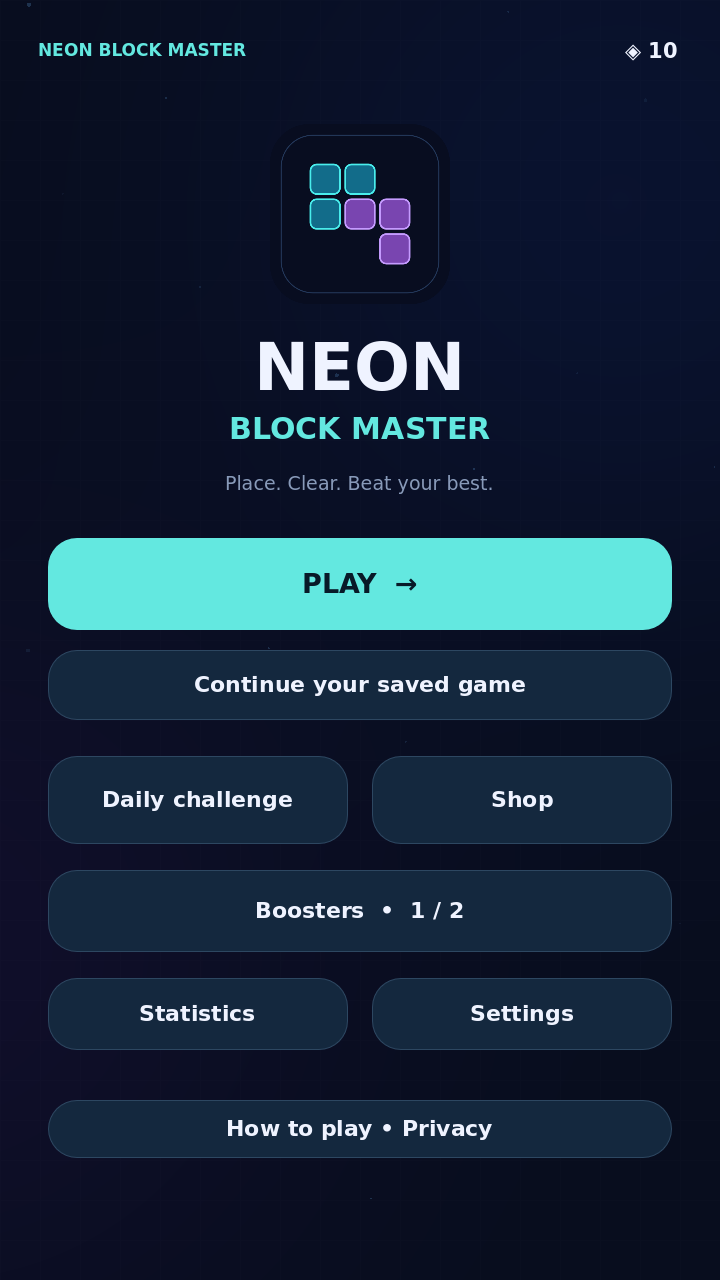 NEON BLOCK MASTER
◈ 10
NEON
BLOCK MASTER
Place. Clear. Beat your best.
PLAY →
Continue your saved game
Daily challenge
Shop
Boosters • 1 / 2
Statistics
Settings
How to play • Privacy